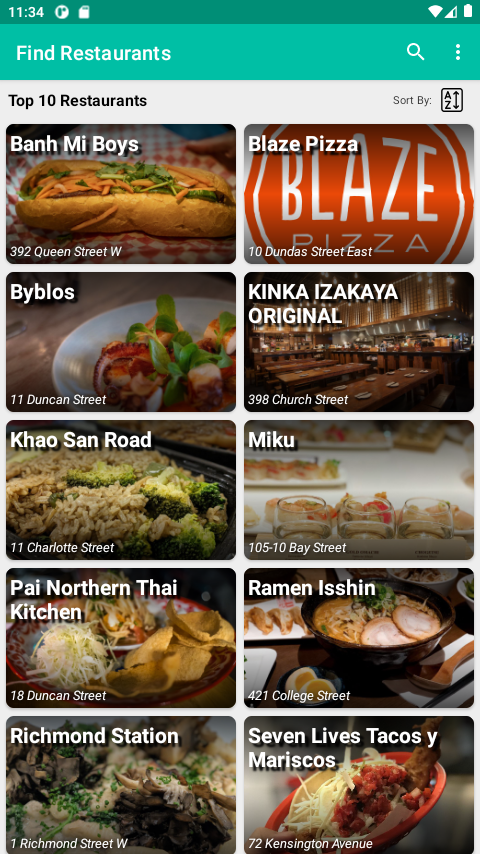 11:34
Find Restaurants
Top 10 Restaurants
Sort By:
A
Z
Banh Mi Boys
392 Queen Street W
Blaze Pizza
BLAZE
PIZZA
10 Dundas Street East
Byblos
11 Duncan Street
KINKA IZAKAYA
ORIGINAL
398 Church Street
Khao San Road
11 Charlotte Street
Miku
105-10 Bay Street
Pai Northern Thai
Kitchen
18 Duncan Street
Ramen Isshin
421 College Street
Richmond Station
1 Richmond Street W
Seven Lives Tacos y
Mariscos
72 Kensington Avenue